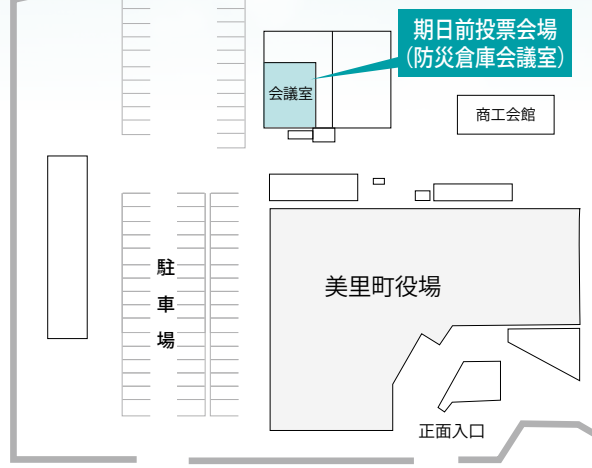 期日前投票会場
（防災倉庫会議室）
会議室
商工会館
駐車場
美里町役場
正面入口